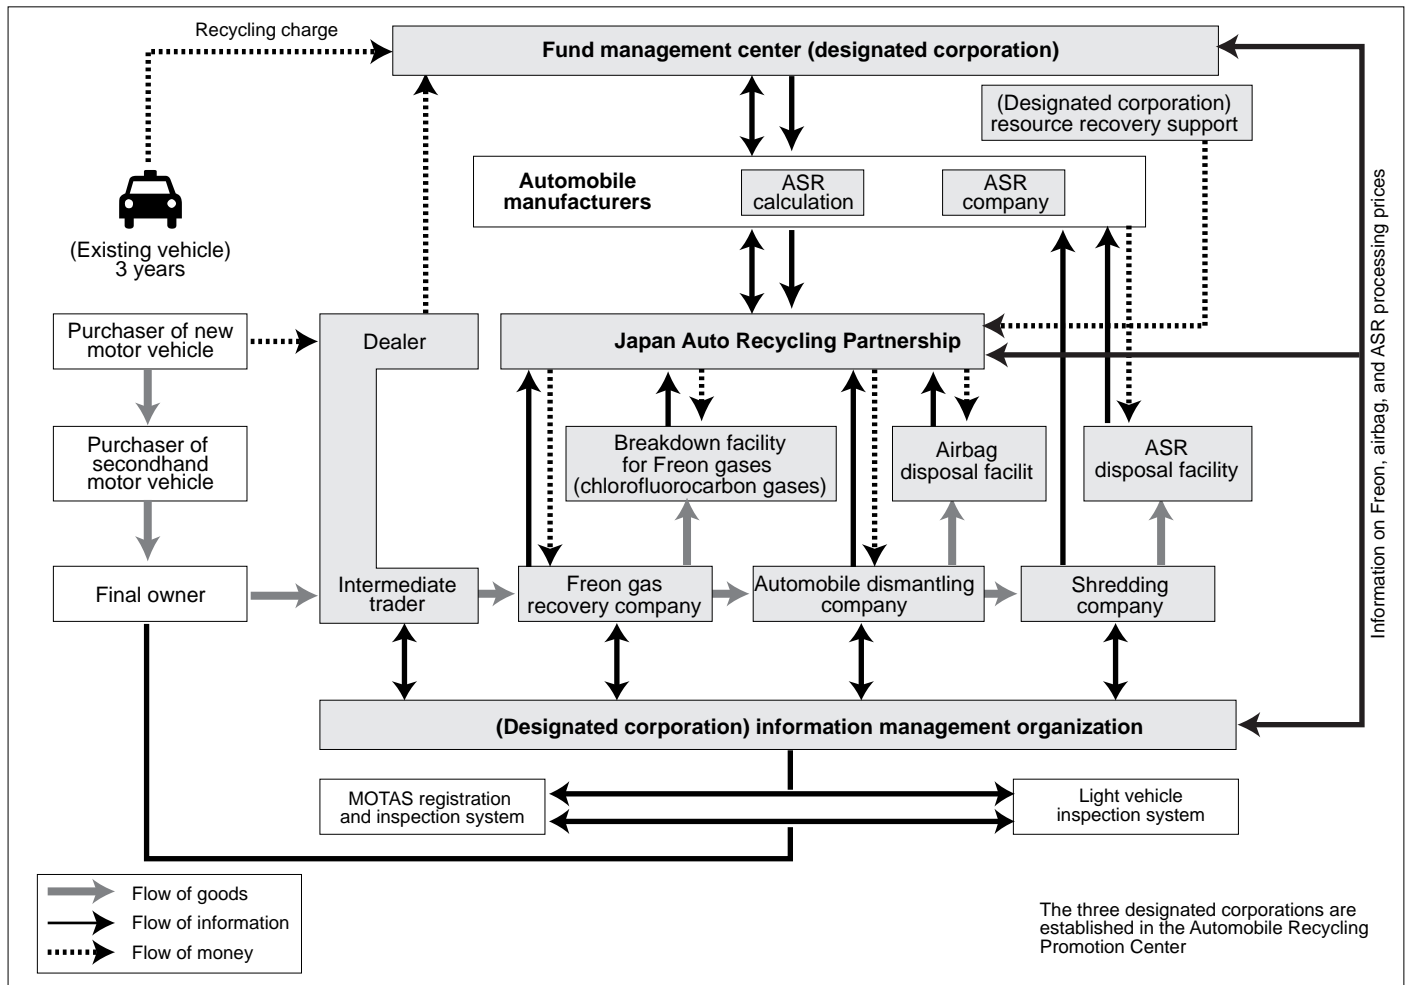 Recycling charge
Fund management center (designated corporation)
(Designated corporation)
resource recovery support
Automobile
manufacturers
ASR
calculation
ASR
company
(Existing vehicle)
3 years
Information on Freon, airbag, and ASR processing prices
Purchaser of new
motor vehicle
Dealer
Japan Auto Recycling Partnership
Purchaser of
secondhand
motor vehicle
Breakdown facility
for Freon gases
(chlorofluorocarbon gases)
Airbag
disposal facilit
ASR
disposal facility
Final owner
Intermediate
trader
Freon gas
recovery company
Automobile dismantling
company
Shredding
company
(Designated corporation) information management organization
MOTAS registration
and inspection system
Light vehicle
inspection system
Flow of goods
Flow of information
Flow of money
The three designated corporations are
established in the Automobile Recycling
Promotion Center